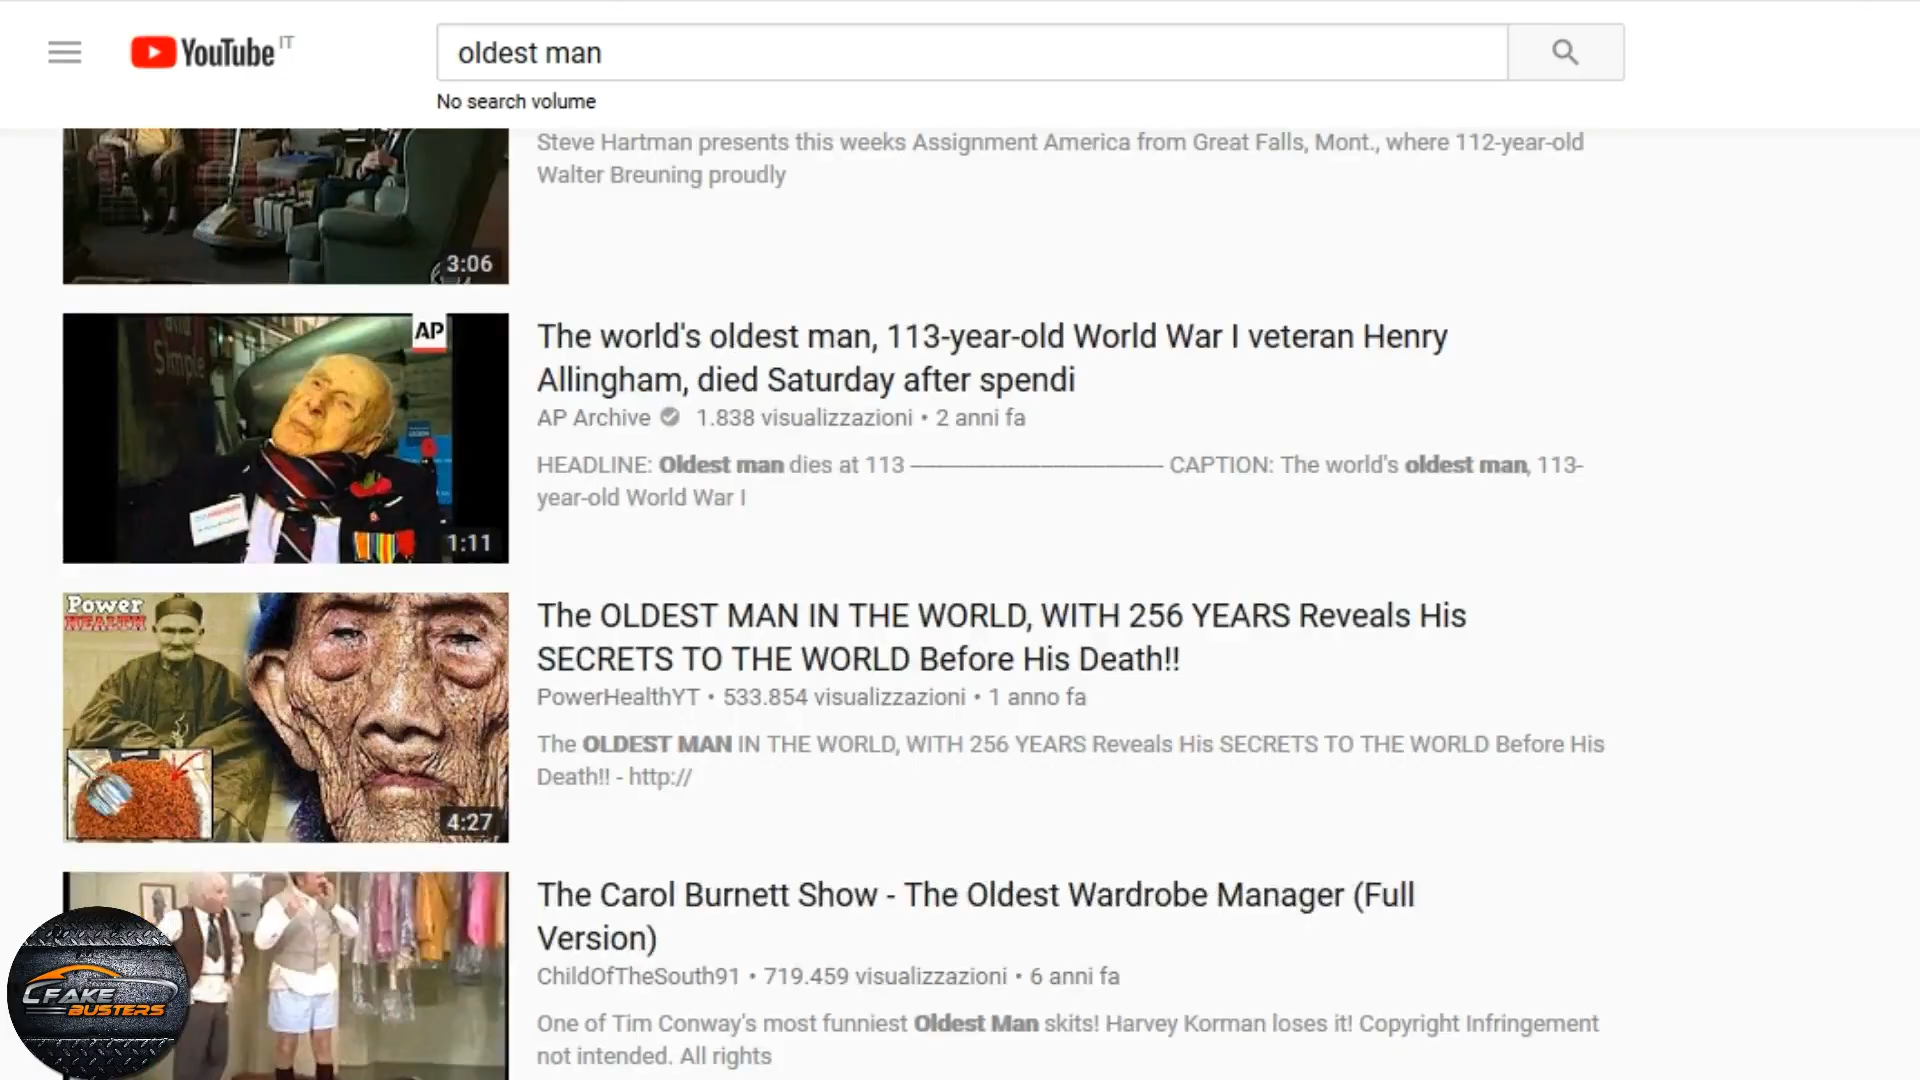 YouTube IT
oldest man
No search volume
Steve Hartman presents this weeks Assignment America from Great Falls, Mont., where 112-year-old
Walter Breuning proudly
3:06
AP
Simple
The world's oldest man, 113-year-old World War I veteran Henry
Allingham, died Saturday after spendi
AP Archive 1.838 visualizzazioni • 2 anni fa
HEADLINE: Oldest man dies at 113 ------------------------------ CAPTION: The world's oldest man, 113-
year-old World War I
1:11
Power
HEALTH
The OLDEST MAN IN THE WORLD, WITH 256 YEARS Reveals His
SECRETS TO THE WORLD Before His Death!!
PowerHealthYT • 533.854 visualizzazioni • 1 anno fa
The OLDEST MAN IN THE WORLD, WITH 256 YEARS Reveals His SECRETS TO THE WORLD Before His
Death!! - http://
4:27
The Carol Burnett Show - The Oldest Wardrobe Manager (Full
Version)
ChildOfTheSouth91 • 719.459 visualizzazioni • 6 anni fa
One of Tim Conway's most funniest Oldest Man skits! Harvey Korman loses it! Copyright Infringement
not intended. All rights
FAKE
BUSTERS